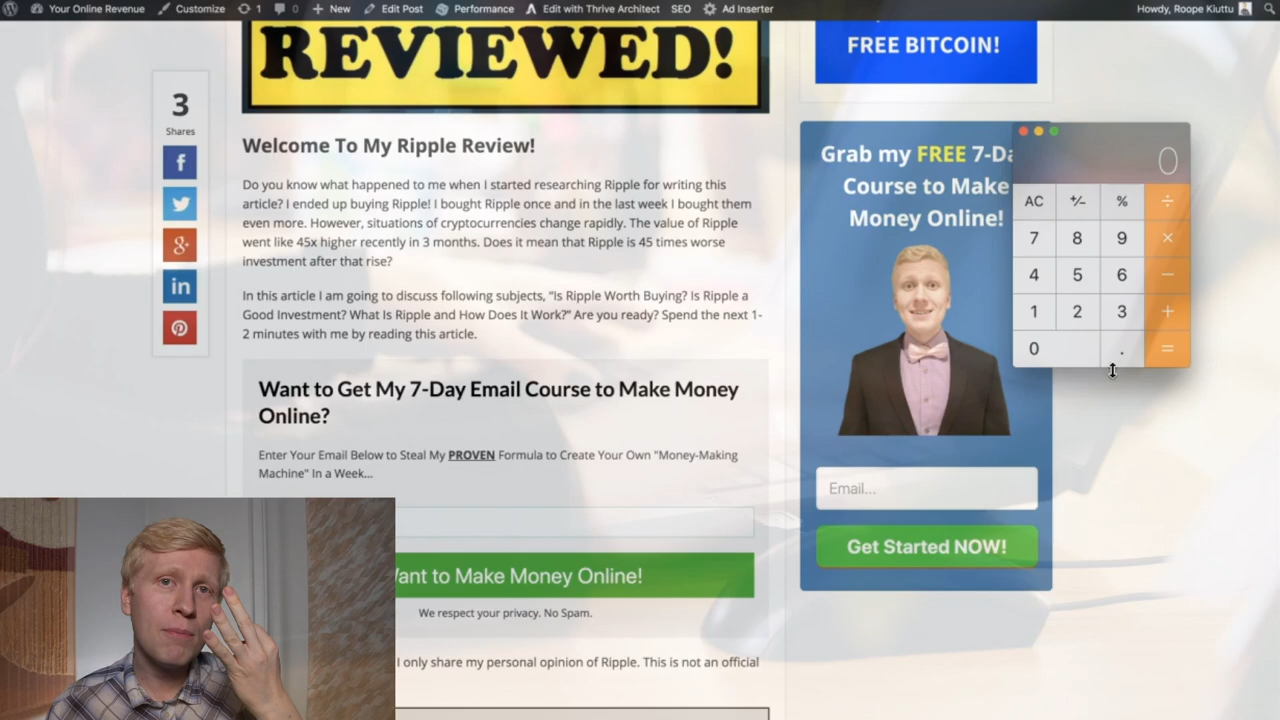 Your Online Revenue Customize 1 0 New Edit Post Performance Edit with Thrive Architect SEO Ad Inserter Howdy, Roope Kiuttu
REVIEWED!
FREE BITCOIN!
3
Shares
Welcome To My Ripple Review!
Do you know what happened to me when I started researching Ripple for writing this
article? I ended up buying Ripple! I bought Ripple once and in the last week I bought them
even more. However, situations of cryptocurrencies change rapidly. The value of Ripple
went like 45x higher recently in 3 months. Does it mean that Ripple is 45 times worse
investment after that rise?
In this article I am going to discuss following subjects, "Is Ripple Worth Buying? Is Ripple a
Good Investment? What Is Ripple and How Does It Work?" Are you ready? Spend the next 1-
2 minutes with me by reading this article.
Want to Get My 7-Day Email Course to Make Money
Online?
Enter Your Email Below to Steal My PROVEN Formula to Create Your Own "Money-Making
Machine" In a Week...
ant to Make Money Online!
We respect your privacy. No Spam.
I only share my personal opinion of Ripple. This is not an official
Grab my FREE 7-Da
Course to Make
Money Online!
Email...
Get Started NOW!
0
AC +/− % ÷
7 8 9 ×
4 5 6 −
1 2 3 +
0 . =